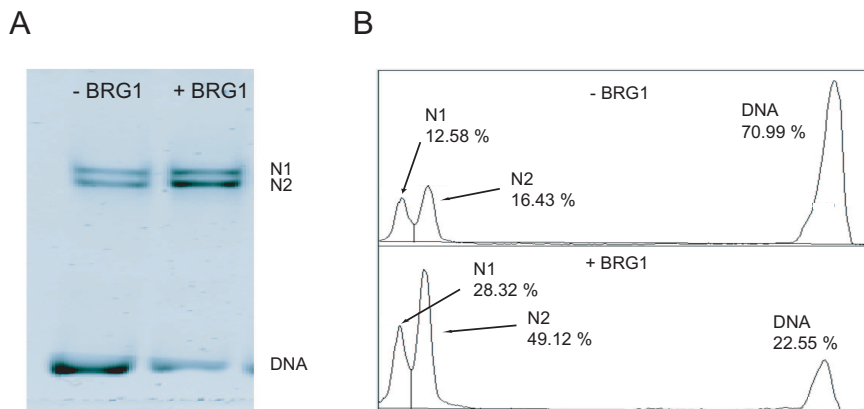 A
- BRG1 + BRG1
N1
N2
DNA
B
- BRG1
N1
12.58 %
N2
16.43 %
DNA
70.99 %
+ BRG1
N1
28.32 %
N2
49.12 %
DNA
22.55 %